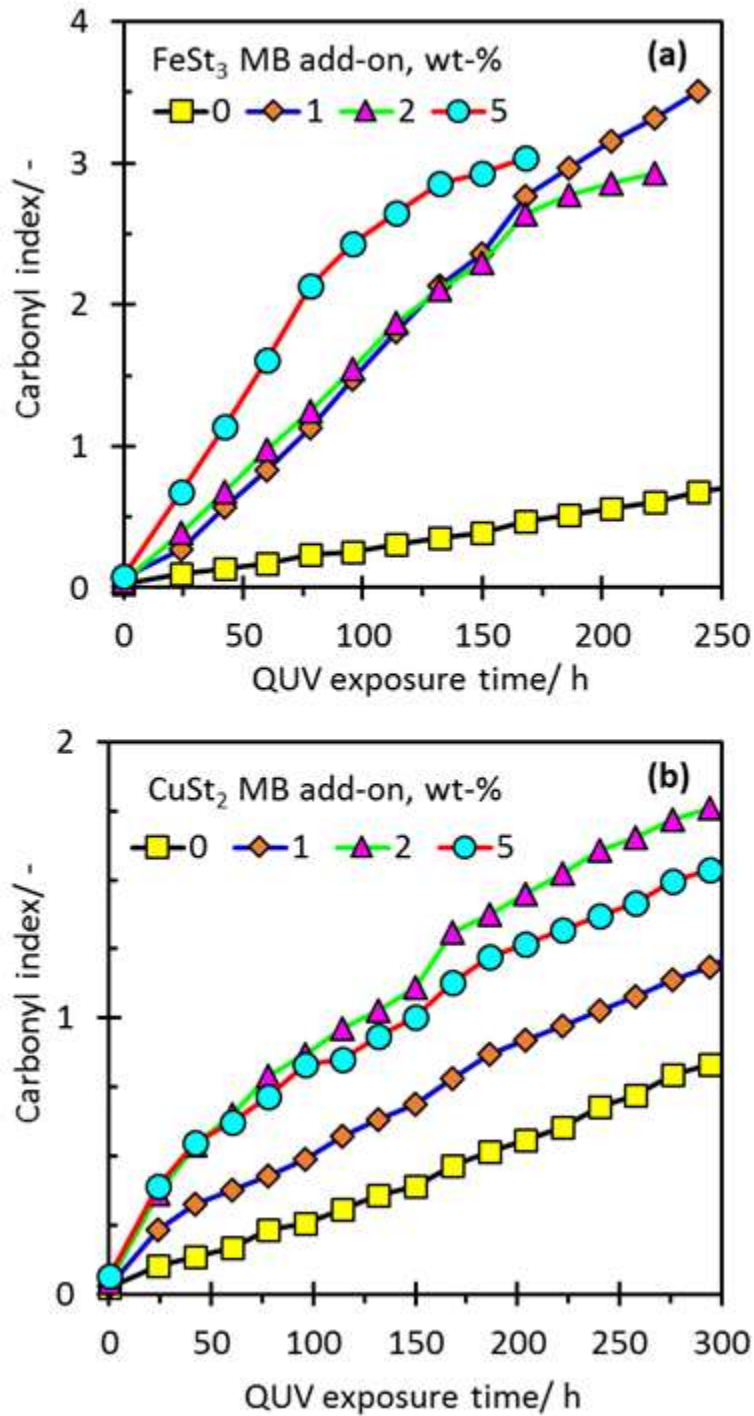 (a)
FeSt₃ MB add-on, wt-%
0 1 2 5
4
3
2
1
0
Carbonyl index/ -
0 50 100 150 200 250
QUV exposure time/ h
(b)
CuSt₂ MB add-on, wt-%
0 1 2 5
2
1
0
Carbonyl index/ -
0 50 100 150 200 250 300
QUV exposure time/ h